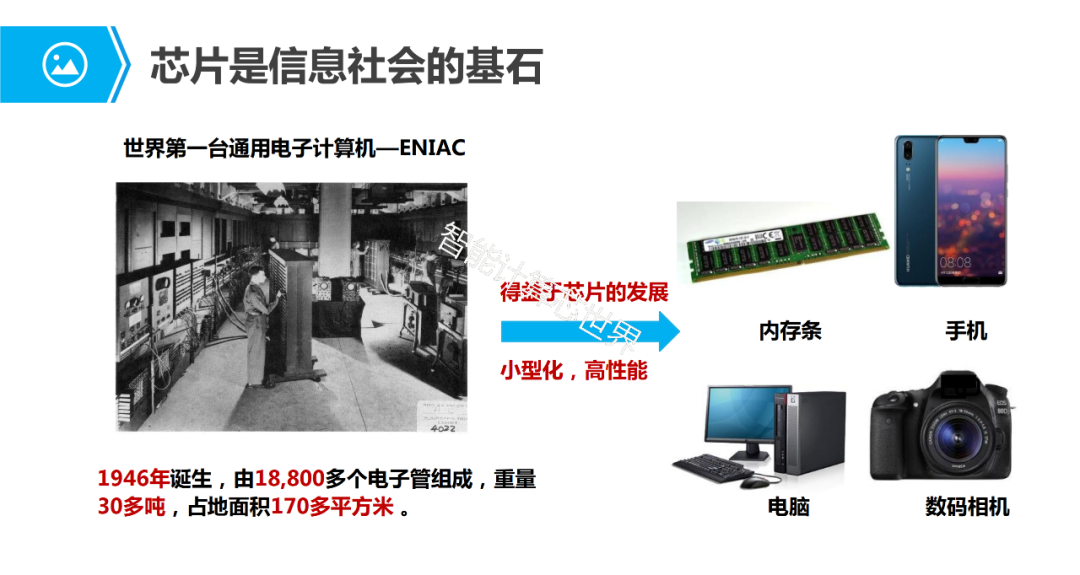 芯片是信息社会的基石
世界第一台通用电子计算机—ENIAC
得益于芯片的发展
小型化，高性能
智能计算芯世界
内存条
手机
08:08
HUAWEI
电脑
数码相机
EOS
80D
4022
1946年诞生，由18,800多个电子管组成，重量
30多吨，占地面积170多平方米 。